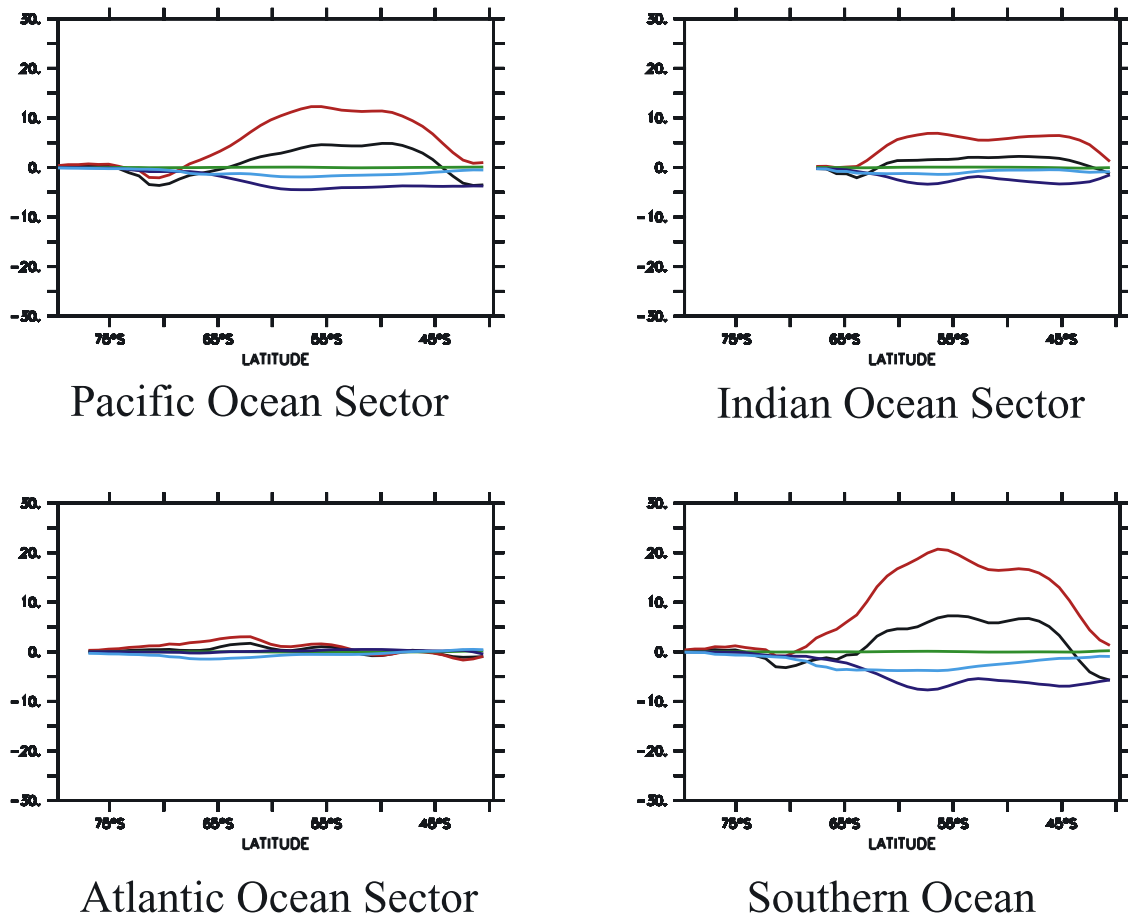 30.
20.
10.
0.
-10.
-20.
-30.
75°S 65°S 55°S 45°S
LATITUDE
Pacific Ocean Sector
30.
20.
10.
0.
-10.
-20.
-30.
75°S 65°S 55°S 45°S
LATITUDE
Indian Ocean Sector
30.
20.
10.
0.
-10.
-20.
-30.
75°S 65°S 55°S 45°S
LATITUDE
Atlantic Ocean Sector
30.
20.
10.
0.
-10.
-20.
-30.
75°S 65°S 55°S 45°S
LATITUDE
Southern Ocean